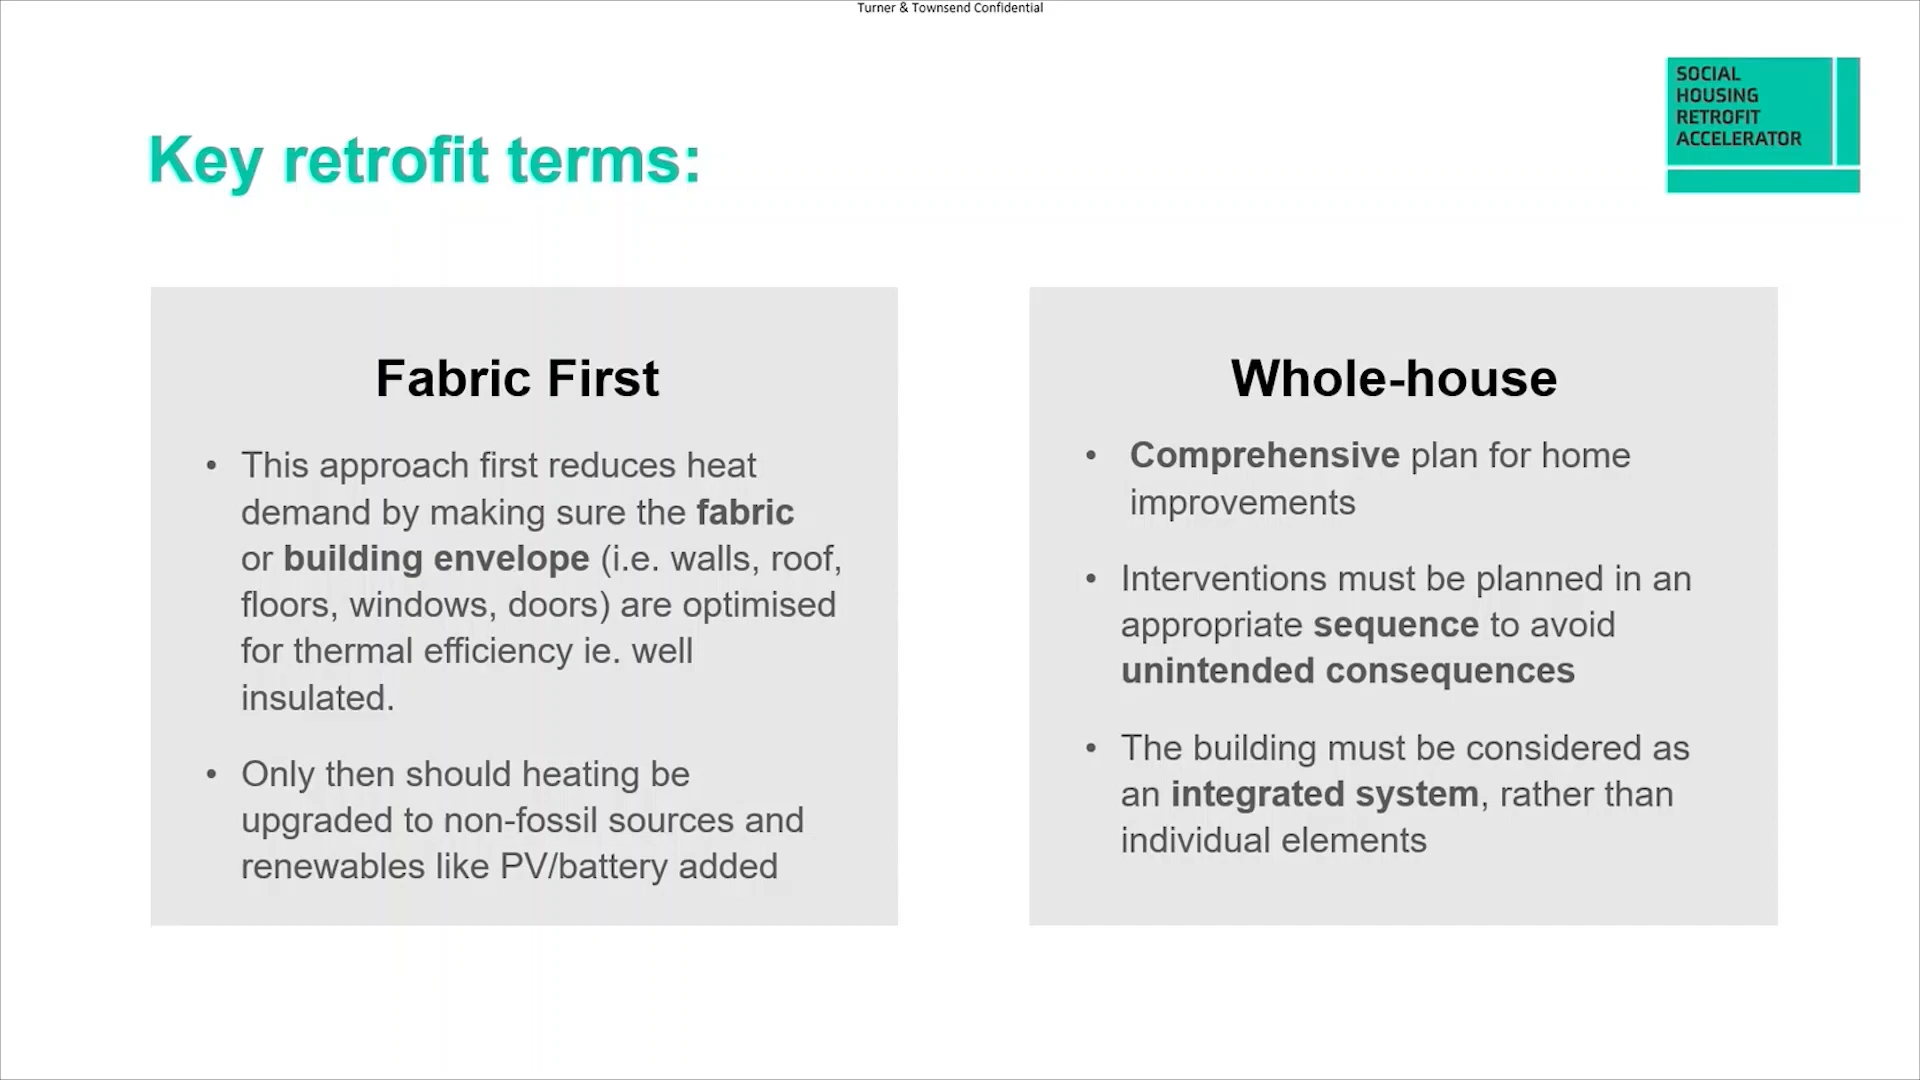 Turner & Townsend Confidential
SOCIAL
HOUSING
RETROFIT
ACCELERATOR
Key retrofit terms:
Fabric First
• This approach first reduces heat
demand by making sure the fabric
or building envelope (i.e. walls, roof,
floors, windows, doors) are optimised
for thermal efficiency ie. well
insulated.
• Only then should heating be
upgraded to non-fossil sources and
renewables like PV/battery added
Whole-house
• Comprehensive plan for home
improvements
• Interventions must be planned in an
appropriate sequence to avoid
unintended consequences
• The building must be considered as
an integrated system, rather than
individual elements